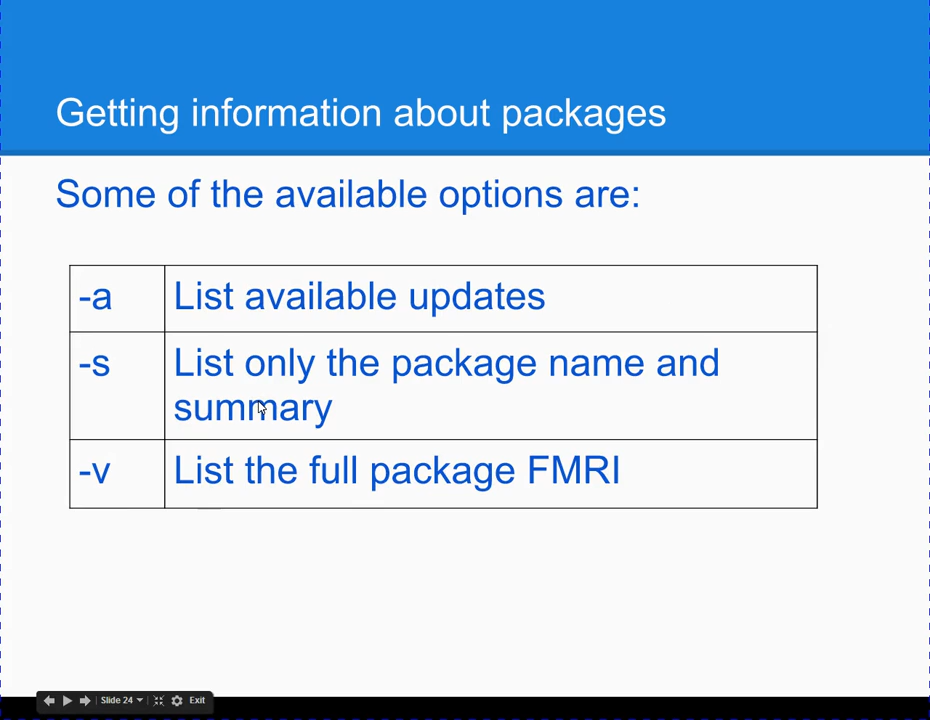 Getting information about packages
Some of the available options are:
-a List available updates
-s List only the package name and
summary
-v List the full package FMRI
Slide 24 Exit